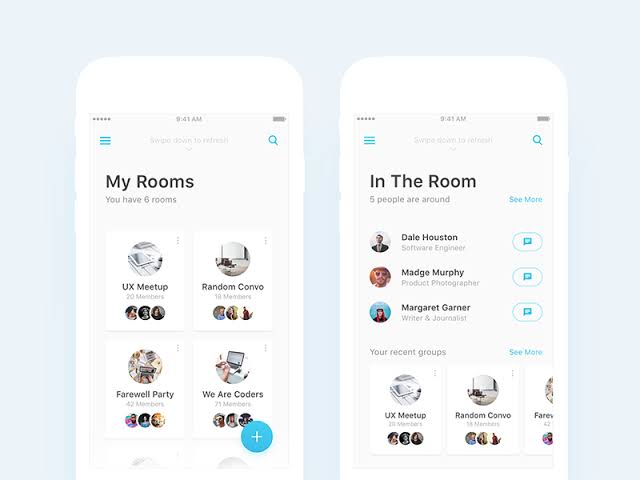 9:41 AM
Swipe down to refresh
My Rooms
You have 6 rooms
UX Meetup
20 Members
Random Convo
18 Members
Farewell Party
42 Members
We Are Coders
71 Members
+
9:41 AM
Swipe down to refresh
In The Room
5 people are around
See More
Dale Houston
Software Engineer
Madge Murphy
Product Photographer
Margaret Garner
Writer & Journalist
Your recent groups
See More
UX Meetup
20 Members
Random Convo
18 Members
Farew
42